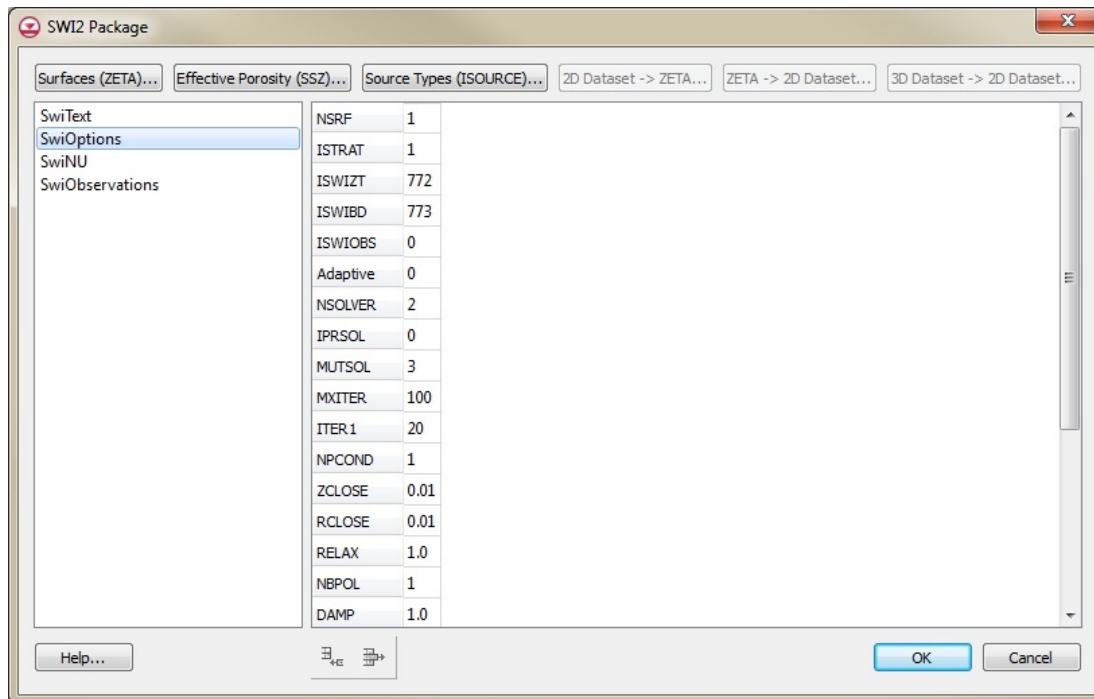 SWI2 Package
Surfaces (ZETA)... Effective Porosity (SSZ)... Source Types (ISOURCE)... 2D Dataset -> ZETA... ZETA -> 2D Dataset... 3D Dataset -> 2D Dataset...
SwiText
SwiOptions
SwiNU
SwiObservations
NSRF 1
ISTRAT 1
ISWIZT 772
ISWIBD 773
ISWIOBS 0
Adaptive 0
NSOLVER 2
IPRSOL 0
MUTSOL 3
MXITER 100
ITER1 20
NPCOND 1
ZCLOSE 0.01
RCLOSE 0.01
RELAX 1.0
NBPOL 1
DAMP 1.0
Help... OK Cancel